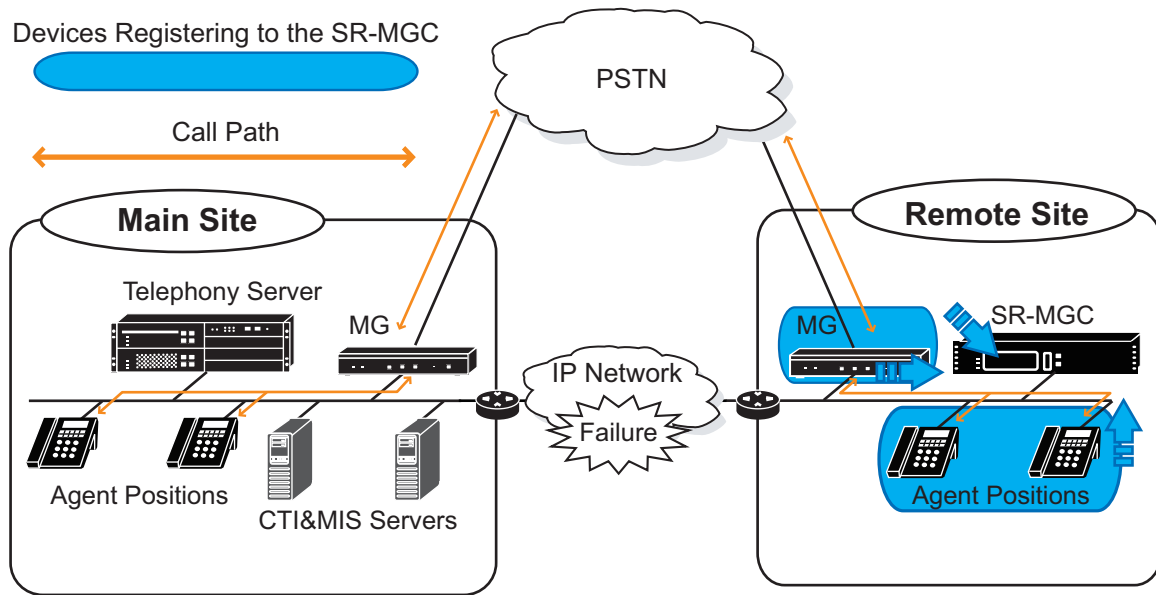 Devices Registering to the SR-MGC
PSTN
Call Path
Main Site
Remote Site
Telephony Server
MG
MG
SR-MGC
IP Network
Failure
Agent Positions
CTI&MIS Servers
Agent Positions